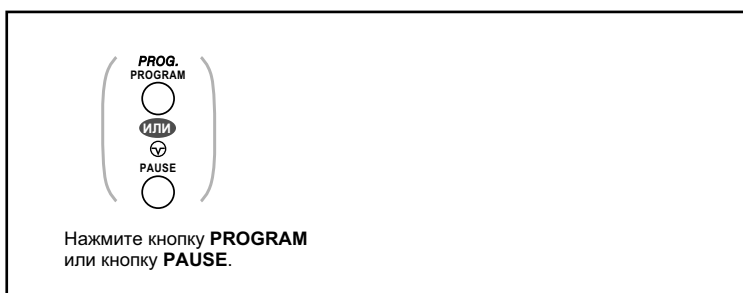 PROG.
PROGRAM
ИЛИ
PAUSE
Нажмите кнопку PROGRAM
или кнопку PAUSE.